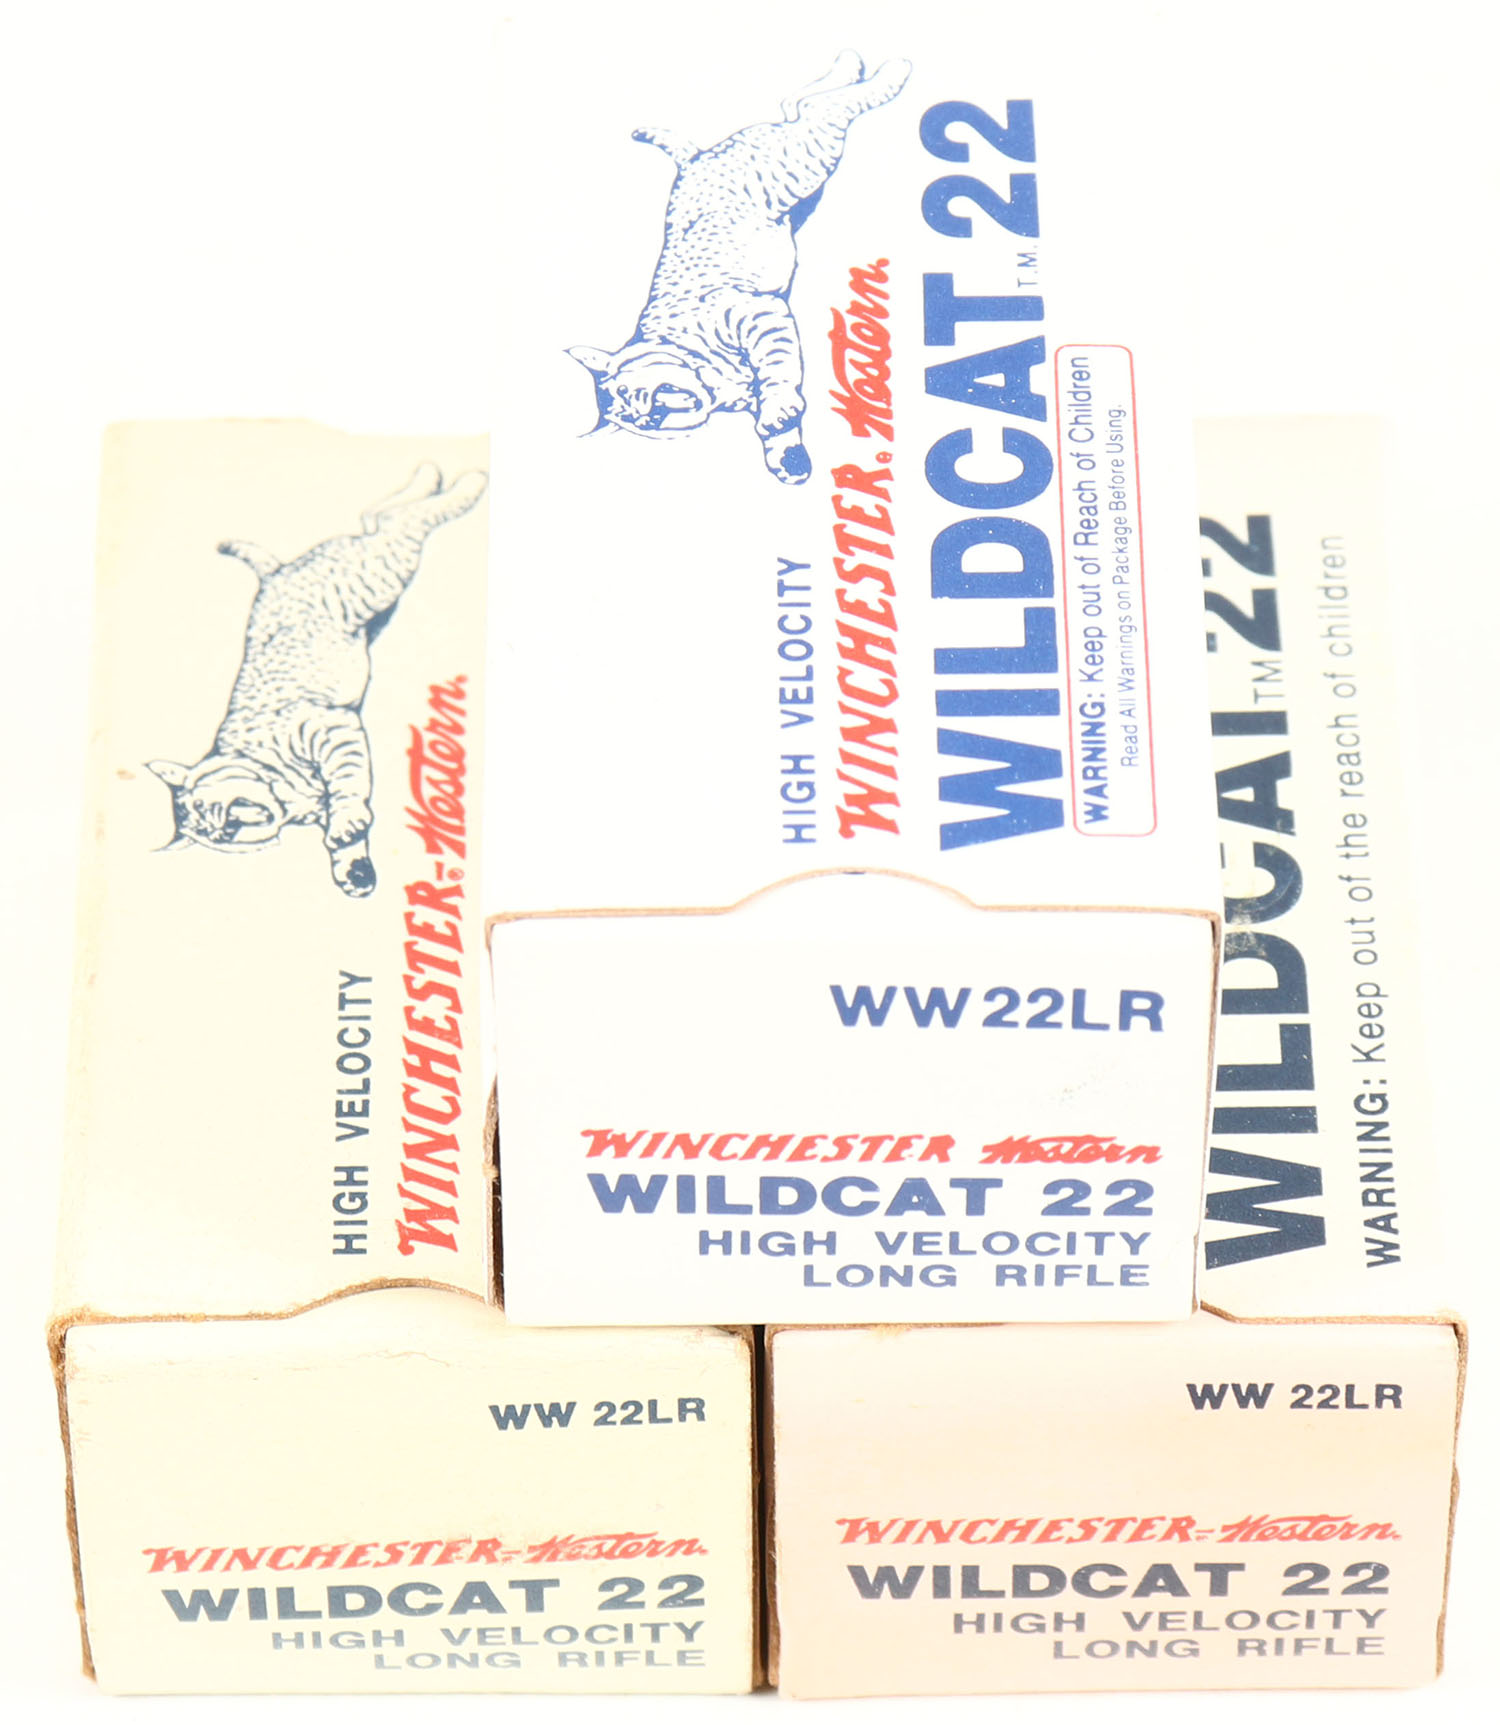 HIGH VELOCITY
WINCHESTER® Western.
WILDCAT T.M. 22
WARNING: Keep out of Reach of Children
Read All Warnings on Package Before Using.
WW22LR
WINCHESTER Western
WILDCAT 22
HIGH VELOCITY
LONG RIFLE
HIGH VELOCITY
WINCHESTER®-Western.
WW 22LR
WINCHESTER-Western.
WILDCAT 22
HIGH VELOCITY
LONG RIFLE
WILDCAT TM 22
WARNING: Keep out of the reach of children
WW 22LR
WINCHESTER-Western.
WILDCAT 22
HIGH VELOCITY
LONG RIFLE